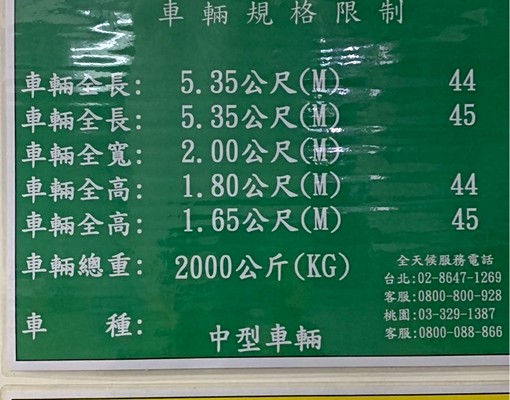 車輛規格限制
車輛全長: 5.35公尺(M) 44
車輛全長: 5.35公尺(M) 45
車輛全寬: 2.00公尺(M)
車輛全高: 1.80公尺(M) 44
車輛全高: 1.65公尺(M) 45
車輛總重: 2000公斤(KG)
車 種: 中型車輛
全天候服務電話
台北:02-8647-1269
客服:0800-800-928
桃園:03-329-1387
客服:0800-088-866